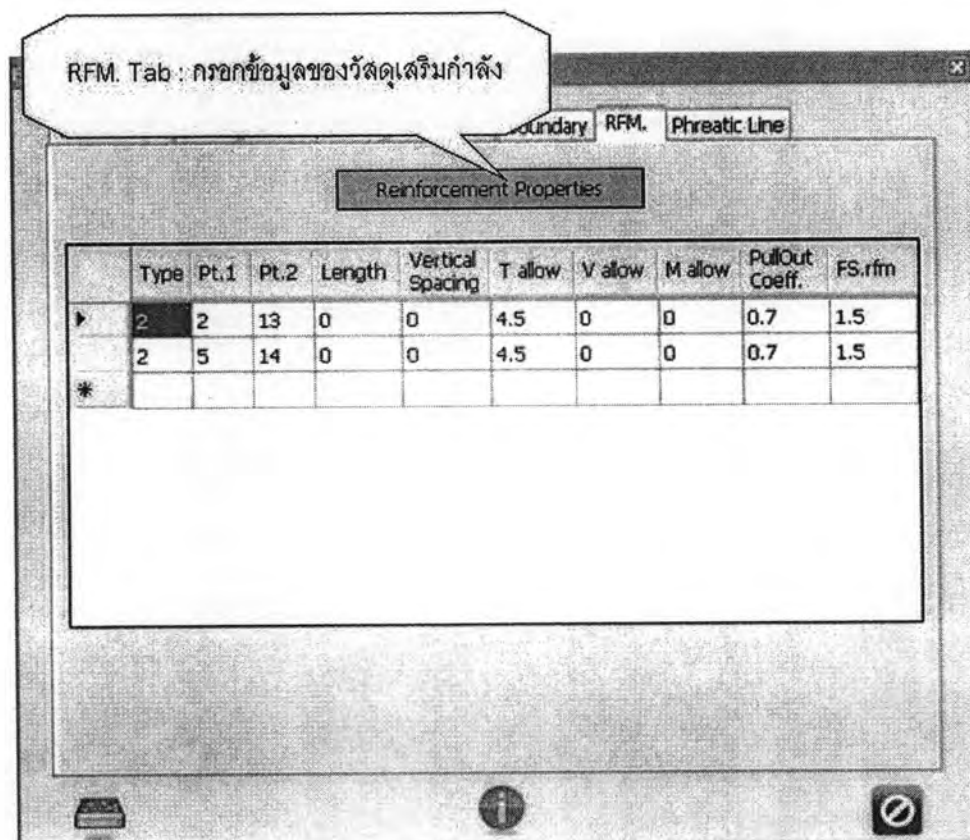 RFM. Tab : กรอกข้อมูลของวัสดุเสริมกำลัง
RFM. Phreatic Line
Reinforcement Properties
Type Pt.1 Pt.2 Length Vertical Spacing T allow V allow M allow PullOut Coeff. FS.rfm
2 2 13 0 0 4.5 0 0 0.7 1.5
2 5 14 0 0 4.5 0 0 0.7 1.5